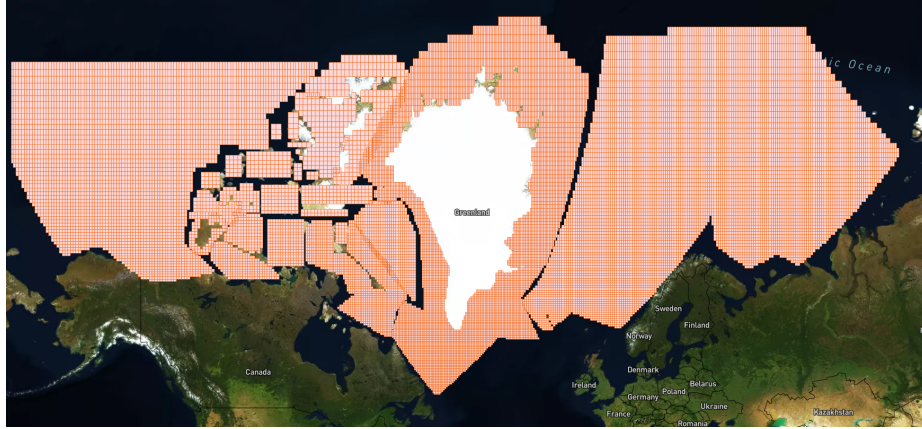 ic Ocean
Greenland
Sweden
Finland
Norway
Denmark
Canada
Ireland
Poland
Belarus
Germany
Ukraine
France
Kazakhstan
Romania